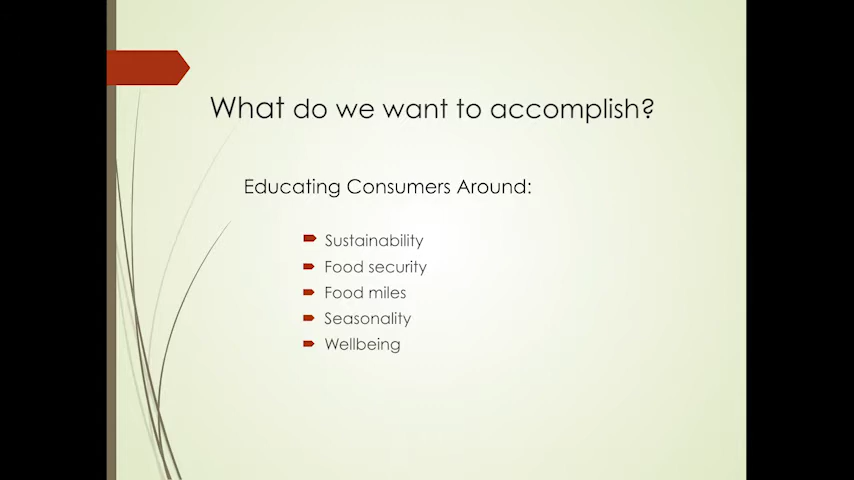 What do we want to accomplish?
Educating Consumers Around:
Sustainability
Food security
Food miles
Seasonality
Wellbeing